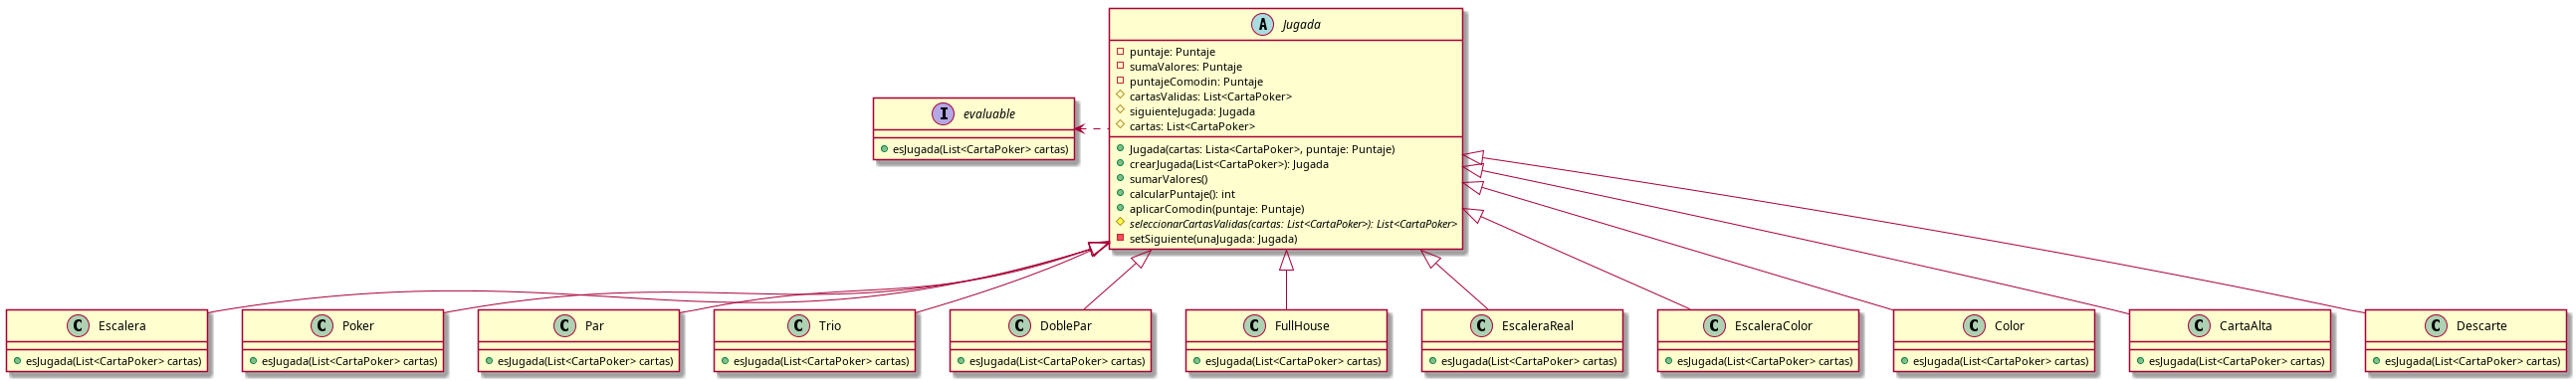 A Jugada
puntaje: Puntaje
sumaValores: Puntaje
puntajeComodin: Puntaje
cartasValidas: List<CartaPoker>
siguienteJugada: Jugada
cartas: List<CartaPoker>
Jugada(cartas: Lista<CartaPoker>, puntaje: Puntaje)
crearJugada(List<CartaPoker>): Jugada
sumarValores()
calcularPuntaje(): int
aplicarComodin(puntaje: Puntaje)
seleccionarCartasValidas(cartas: List<CartaPoker>): List<CartaPoker>
setSiguiente(unaJugada: Jugada)
I evaluable
esJugada(List<CartaPoker> cartas)
C Escalera
esJugada(List<CartaPoker> cartas)
C Poker
esJugada(List<CartaPoker> cartas)
C Par
esJugada(List<CartaPoker> cartas)
C Trio
esJugada(List<CartaPoker> cartas)
C DoblePar
esJugada(List<CartaPoker> cartas)
C FullHouse
esJugada(List<CartaPoker> cartas)
C EscaleraReal
esJugada(List<CartaPoker> cartas)
C EscaleraColor
esJugada(List<CartaPoker> cartas)
C Color
esJugada(List<CartaPoker> cartas)
C CartaAlta
esJugada(List<CartaPoker> cartas)
C Descarte
esJugada(List<CartaPoker> cartas)